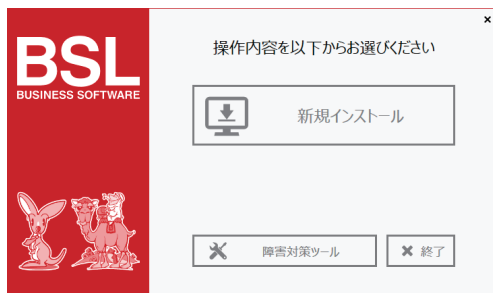 BSL
BUSINESS SOFTWARE
操作内容を以下からお選びください
新規インストール
障害対策ツール
終了